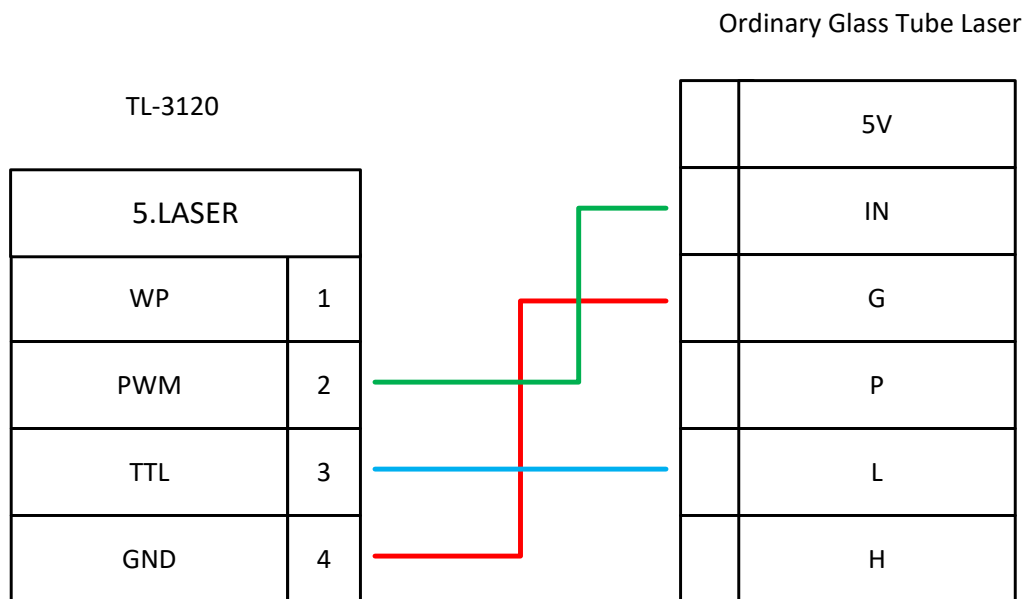 Ordinary Glass Tube Laser
TL-3120
5.LASER
WP 1
PWM 2
TTL 3
GND 4
5V
IN
G
P
L
H